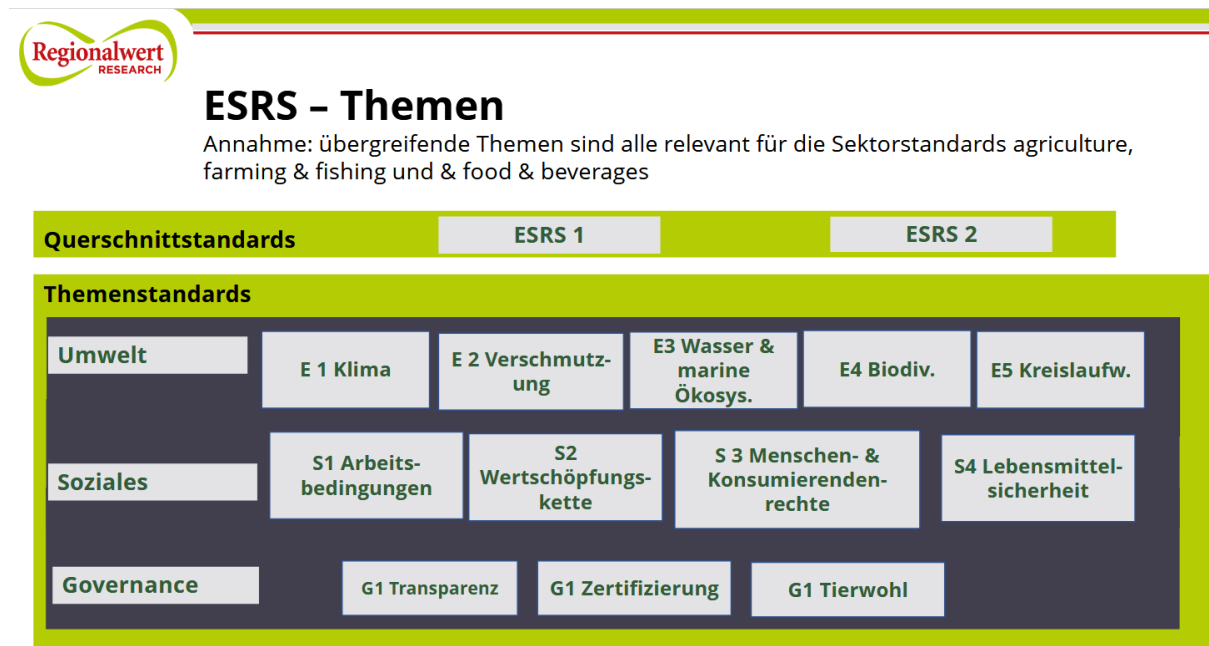 Regionalwert
RESEARCH
ESRS – Themen
Annahme: übergreifende Themen sind alle relevant für die Sektorstandards agriculture,
farming & fishing und & food & beverages
Querschnittstandards
ESRS 1
ESRS 2
Themenstandards
Umwelt
E 1 Klima
E 2 Verschmutz-
ung
E3 Wasser &
marine
Ökosys.
E4 Biodiv.
E5 Kreislaufw.
Soziales
S1 Arbeits-
bedingungen
S2
Wertschöpfungs-
kette
S 3 Menschen- &
Konsumierenden-
rechte
S4 Lebensmittel-
sicherheit
Governance
G1 Transparenz
G1 Zertifizierung
G1 Tierwohl